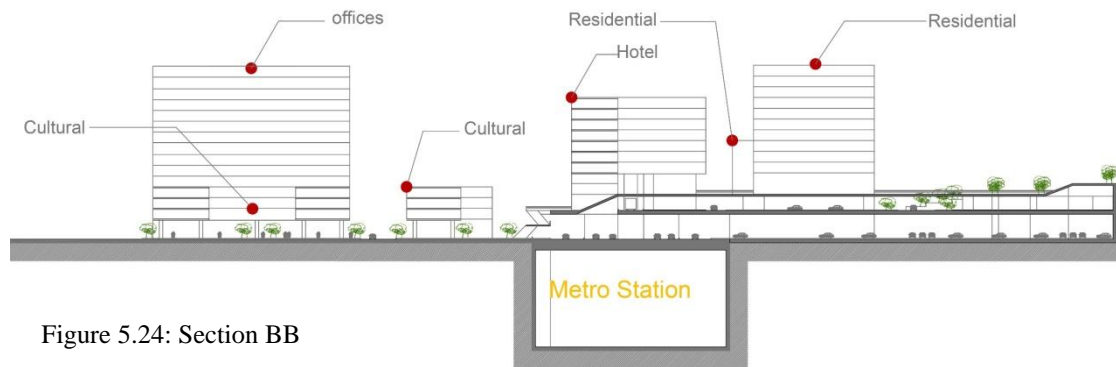 offices
Residential
Residential
Hotel
Cultural
Cultural
Metro Station
Figure 5.24: Section BB